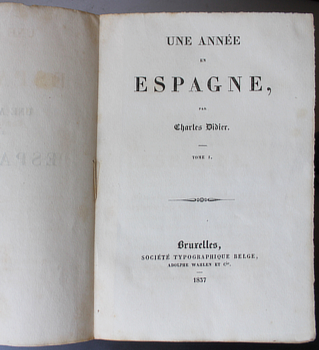 UNE ANNÉE
EN
ESPAGNE,
PAR
Charles Didier.
TOME I.
Bruxelles,
SOCIÉTÉ TYPOGRAPHIQUE BELGE,
ADOLPHE WAHLEN ET Cie.
1837